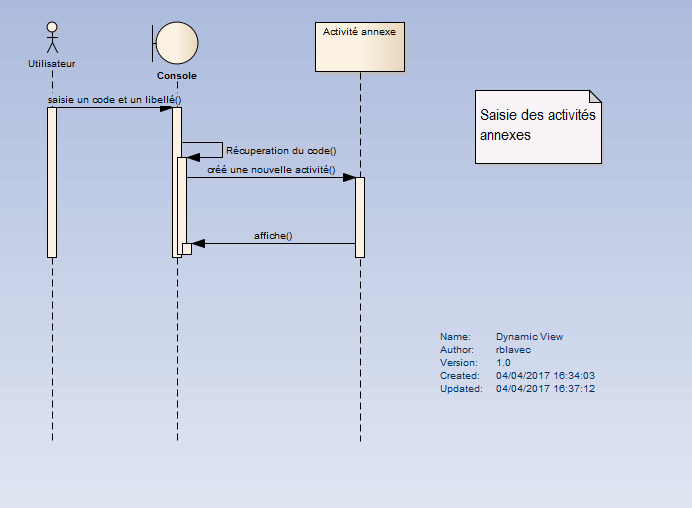 Activité annexe
Utilisateur
Console
saisie un code et un libellé()
Saisie des activités
annexes
Récuperation du code()
créé une nouvelle activité()
affiche()
Name: Dynamic View
Author: rblavec
Version: 1.0
Created: 04/04/2017 16:34:03
Updated: 04/04/2017 16:37:12